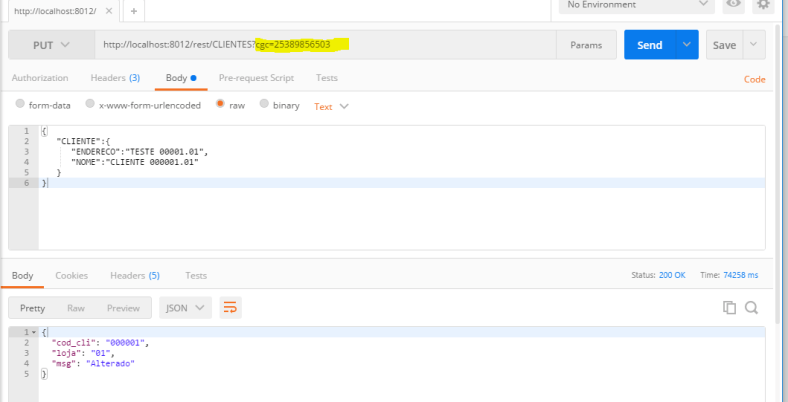 http://localhost:8012/ × +
No Environment
PUT http://localhost:8012/rest/CLIENTES?cgc=25389856503 Params Send Save
Authorization Headers (3) Body Pre-request Script Tests Code
form-data x-www-form-urlencoded raw binary Text
1 {
2 "CLIENTE":{
3 "ENDERECO":"TESTE 00001.01",
4 "NOME":"CLIENTE 000001.01"
5 }
6 }
Body Cookies Headers (5) Tests Status: 200 OK Time: 74258 ms
Pretty Raw Preview JSON
1 {
2 "cod_cli": "000001",
3 "loja": "01",
4 "msg": "Alterado"
5 }